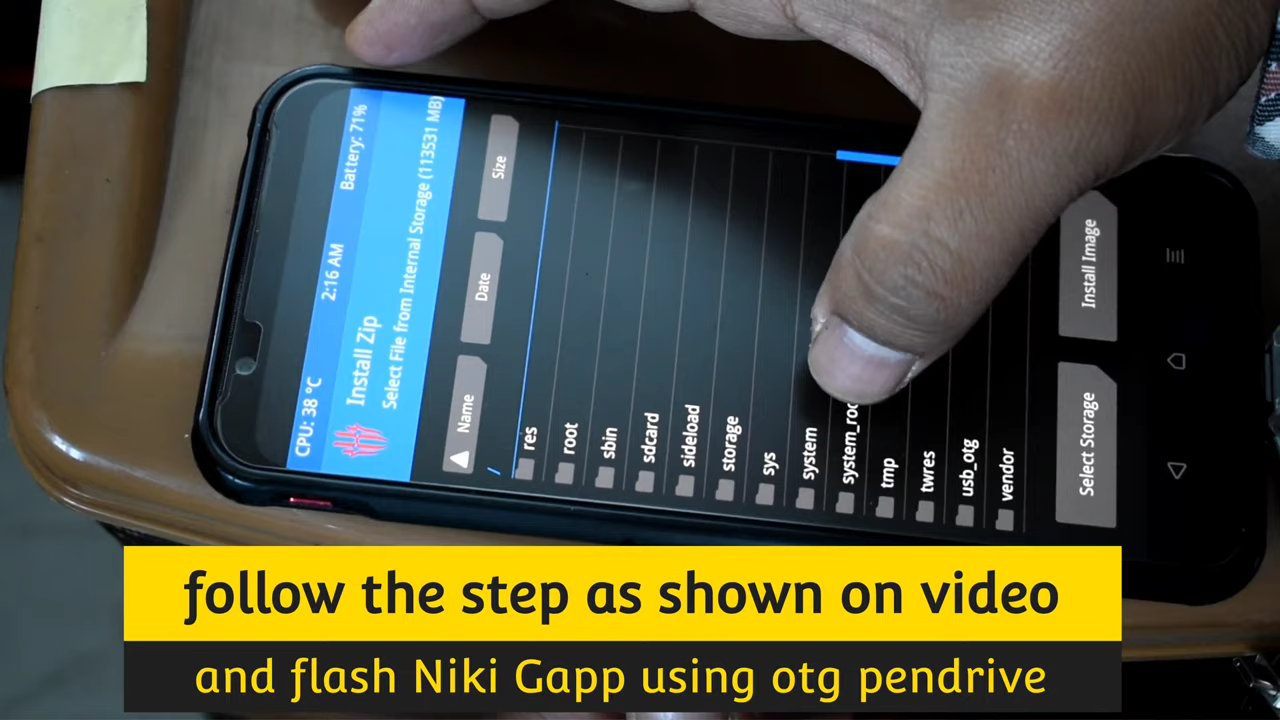 CPU: 38 °C 2:16 AM Battery: 71%
Install Zip
Select File from Internal Storage (113531 MB)
Name Date Size
/
res
root
sbin
sdcard
sideload
storage
sys
system
system_roo
tmp
twres
usb_otg
vendor
Select Storage Install Image
follow the step as shown on video
and flash Niki Gapp using otg pendrive